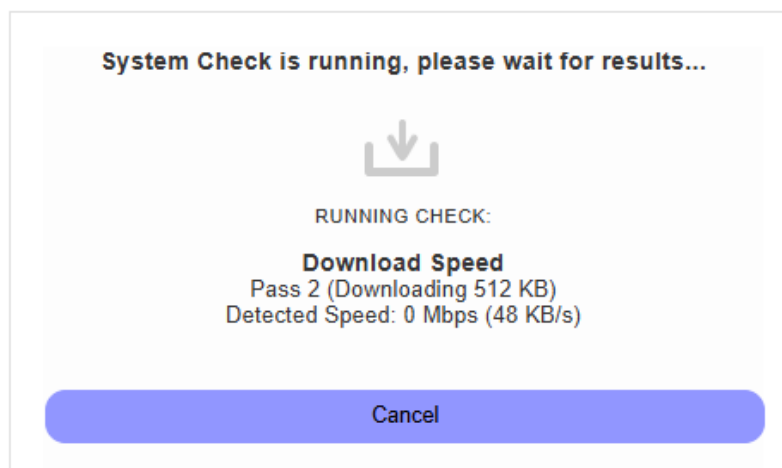 System Check is running, please wait for results...
RUNNING CHECK:
Download Speed
Pass 2 (Downloading 512 KB)
Detected Speed: 0 Mbps (48 KB/s)
Cancel